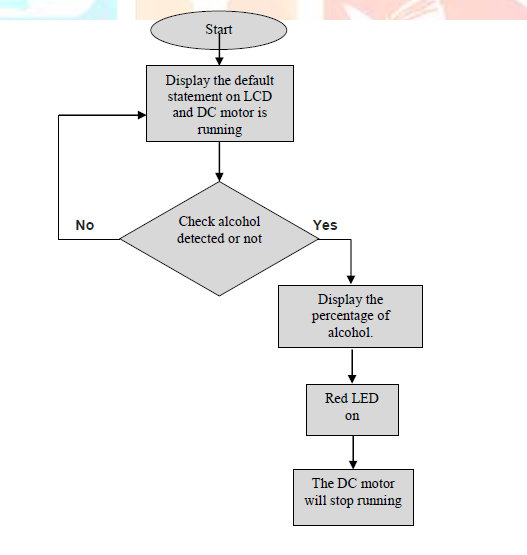 Start
Display the default
statement on LCD
and DC motor is
running
Check alcohol
detected or not
No
Yes
Display the
percentage of
alcohol.
Red LED
on
The DC motor
will stop running